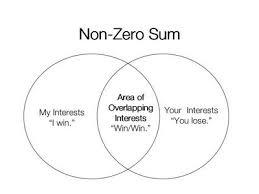 Non-Zero Sum
My Interests
"I win."
Area of
Overlapping
Interests
"Win/Win."
Your Interests
"You lose."